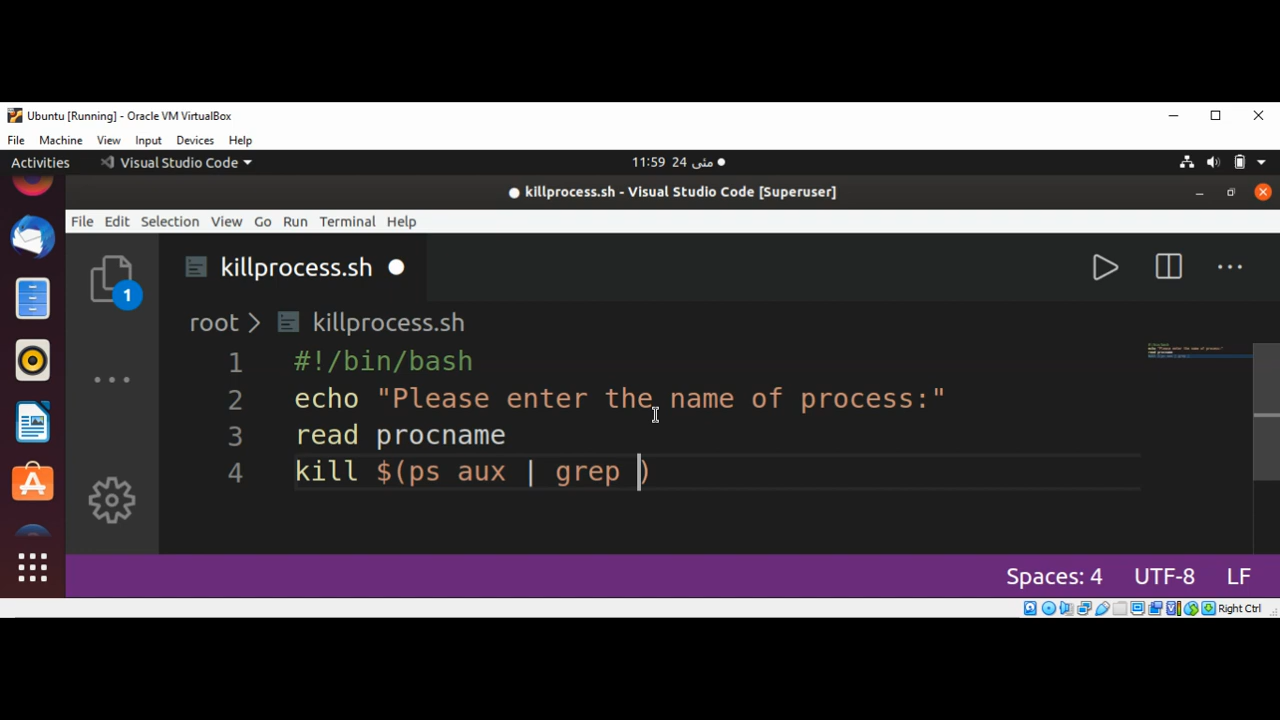 Ubuntu [Running] - Oracle VM VirtualBox
File Machine View Input Devices Help
Activities Visual Studio Code 11:59 24 مئی
killprocess.sh - Visual Studio Code [Superuser]
File Edit Selection View Go Run Terminal Help
1 killprocess.sh
root > killprocess.sh
1 #!/bin/bash
2 echo "Please enter the name of process:"
3 read procname
4 kill $(ps aux | grep )
Spaces: 4 UTF-8 LF
Right Ctrl